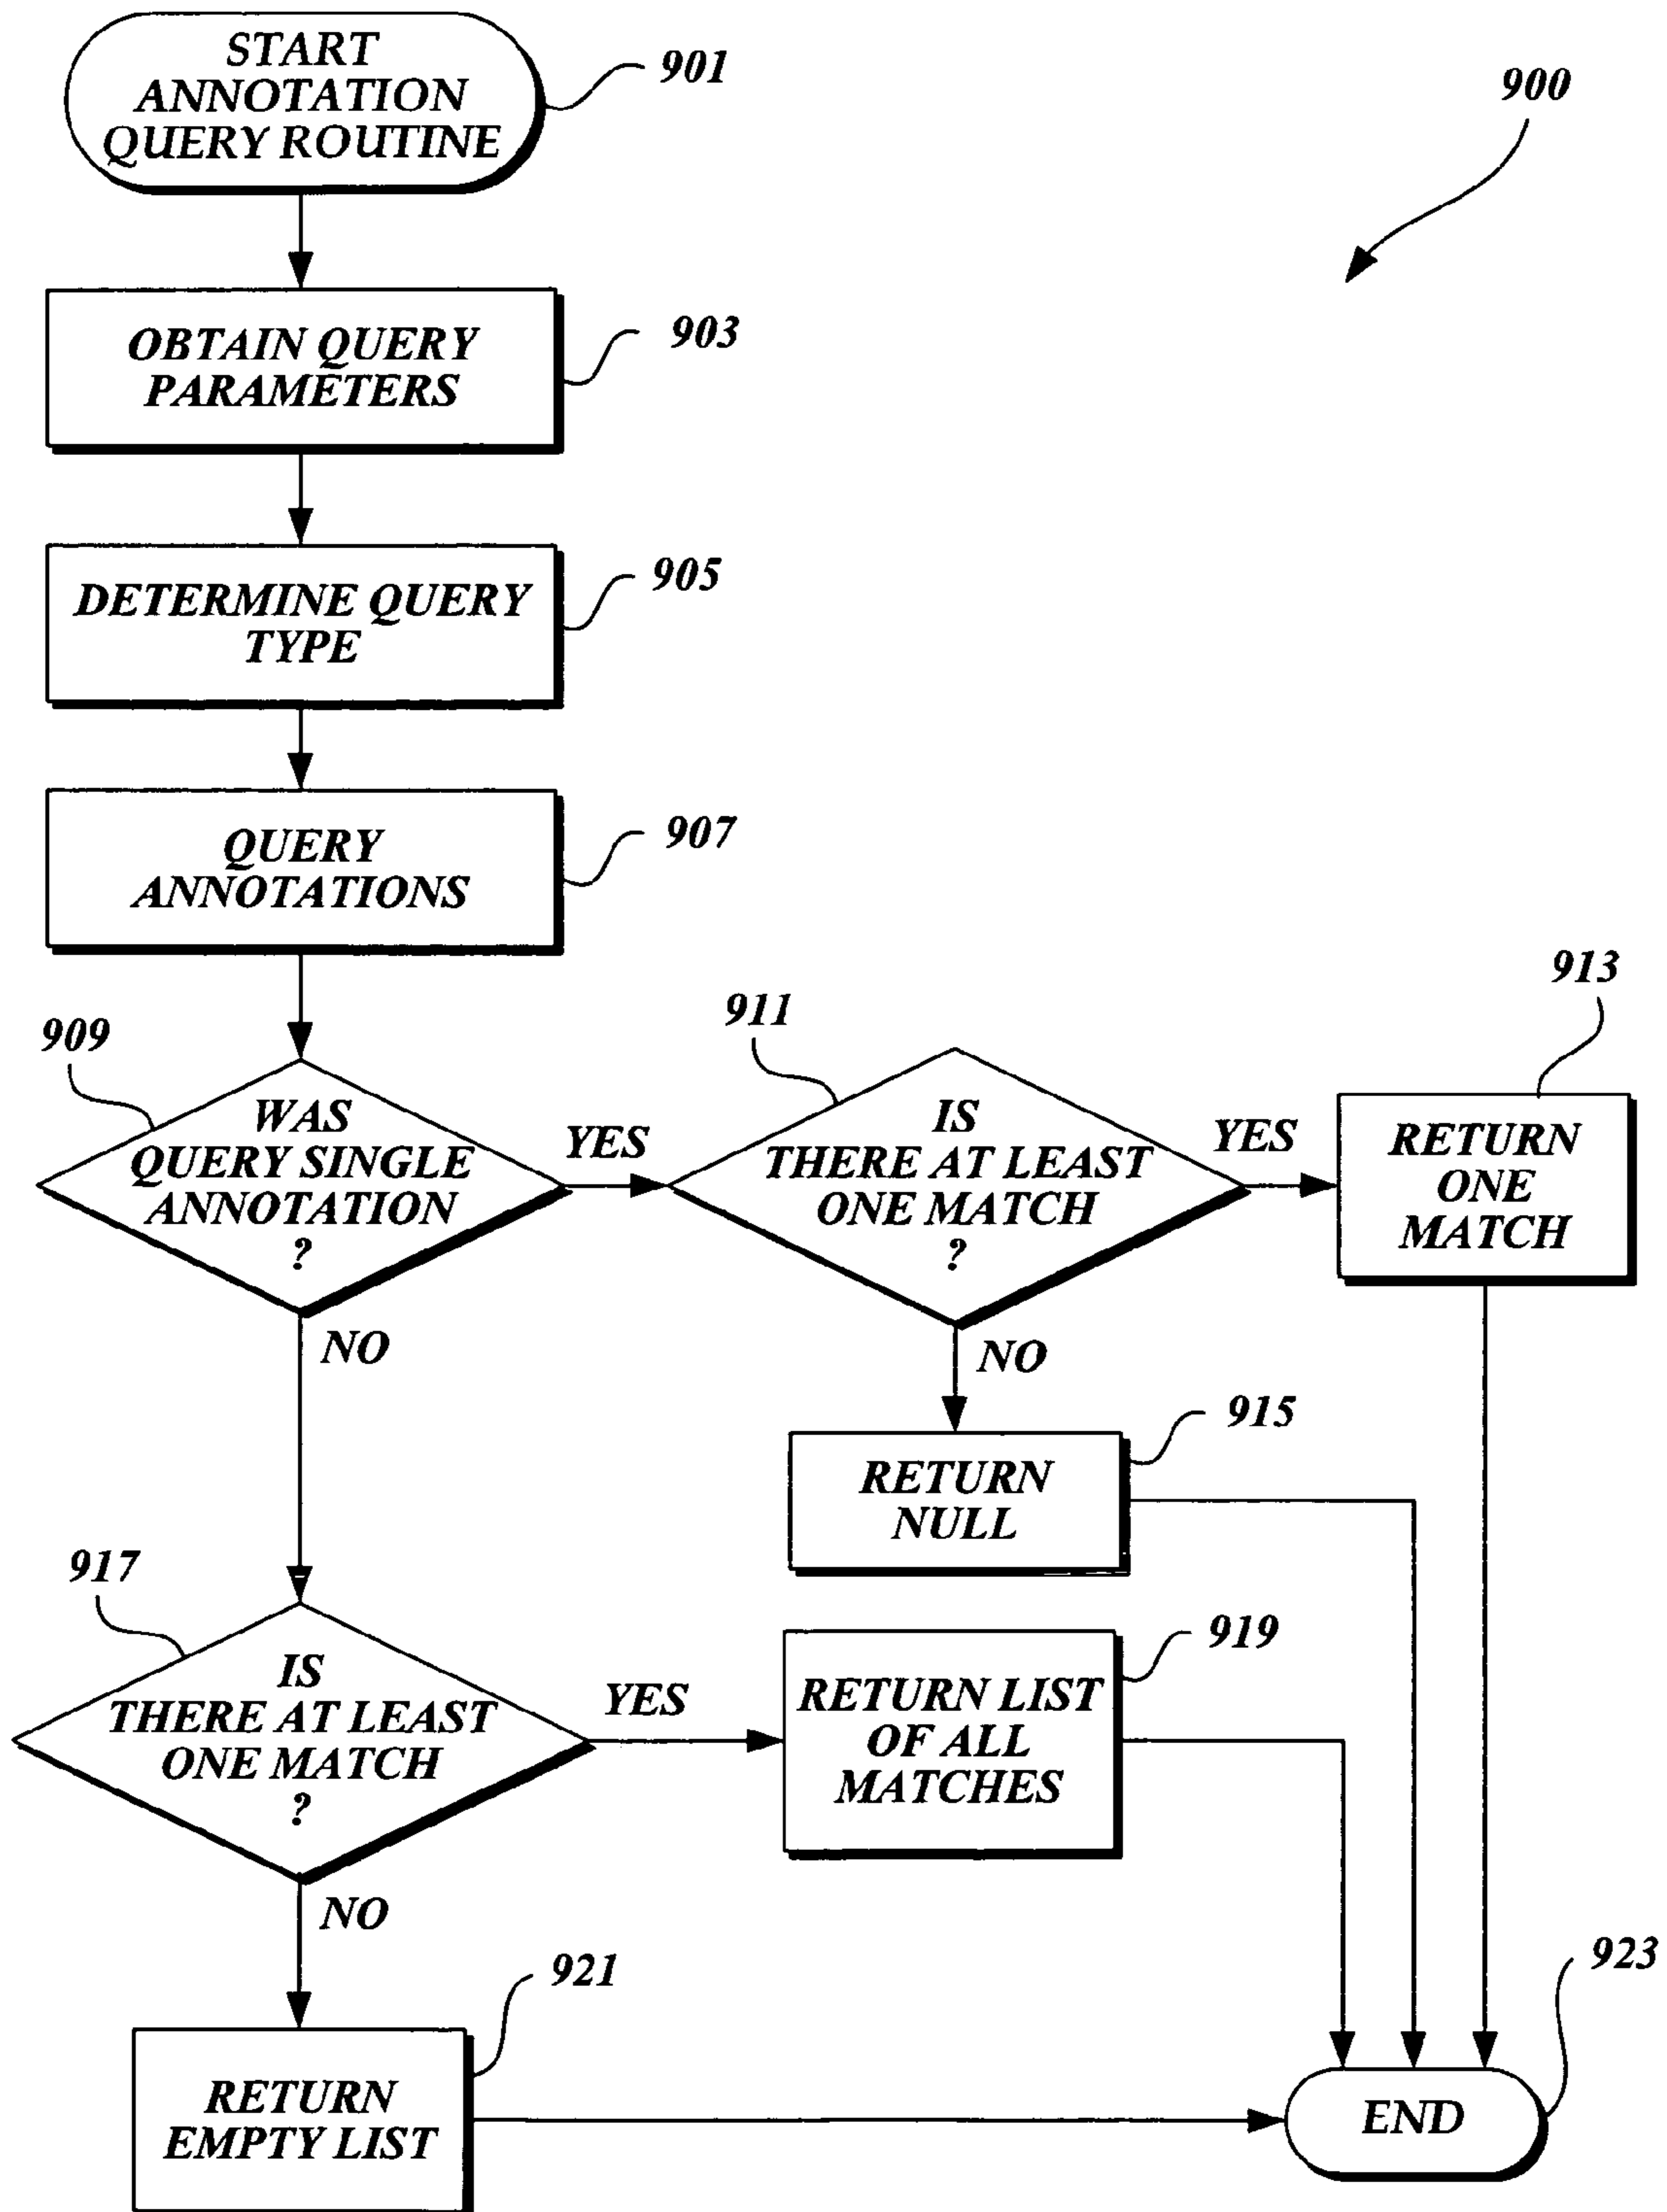 START
ANNOTATION
QUERY ROUTINE
901
900
OBTAIN QUERY
PARAMETERS
903
DETERMINE QUERY
TYPE
905
QUERY
ANNOTATIONS
907
909
WAS
QUERY SINGLE
ANNOTATION
?
YES
NO
911
IS
THERE AT LEAST
ONE MATCH
?
YES
NO
913
RETURN
ONE
MATCH
915
RETURN
NULL
917
IS
THERE AT LEAST
ONE MATCH
?
YES
NO
919
RETURN LIST
OF ALL
MATCHES
921
RETURN
EMPTY LIST
923
END